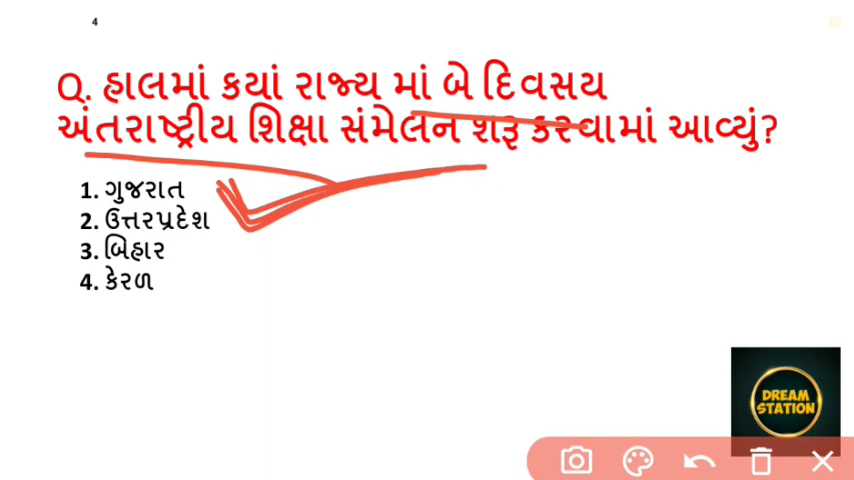 4
Q. હાલમાં કયાં રાજ્ય માં બે દિવસય
અંતરાષ્ટ્રીય શિક્ષા સંમેલન શરૂ કરવામાં આવ્યું?
1. ગુજરાત
2. ઉત્તરપ્રદેશ
3. બિહાર
4. કેરળ
DREAM
STATION